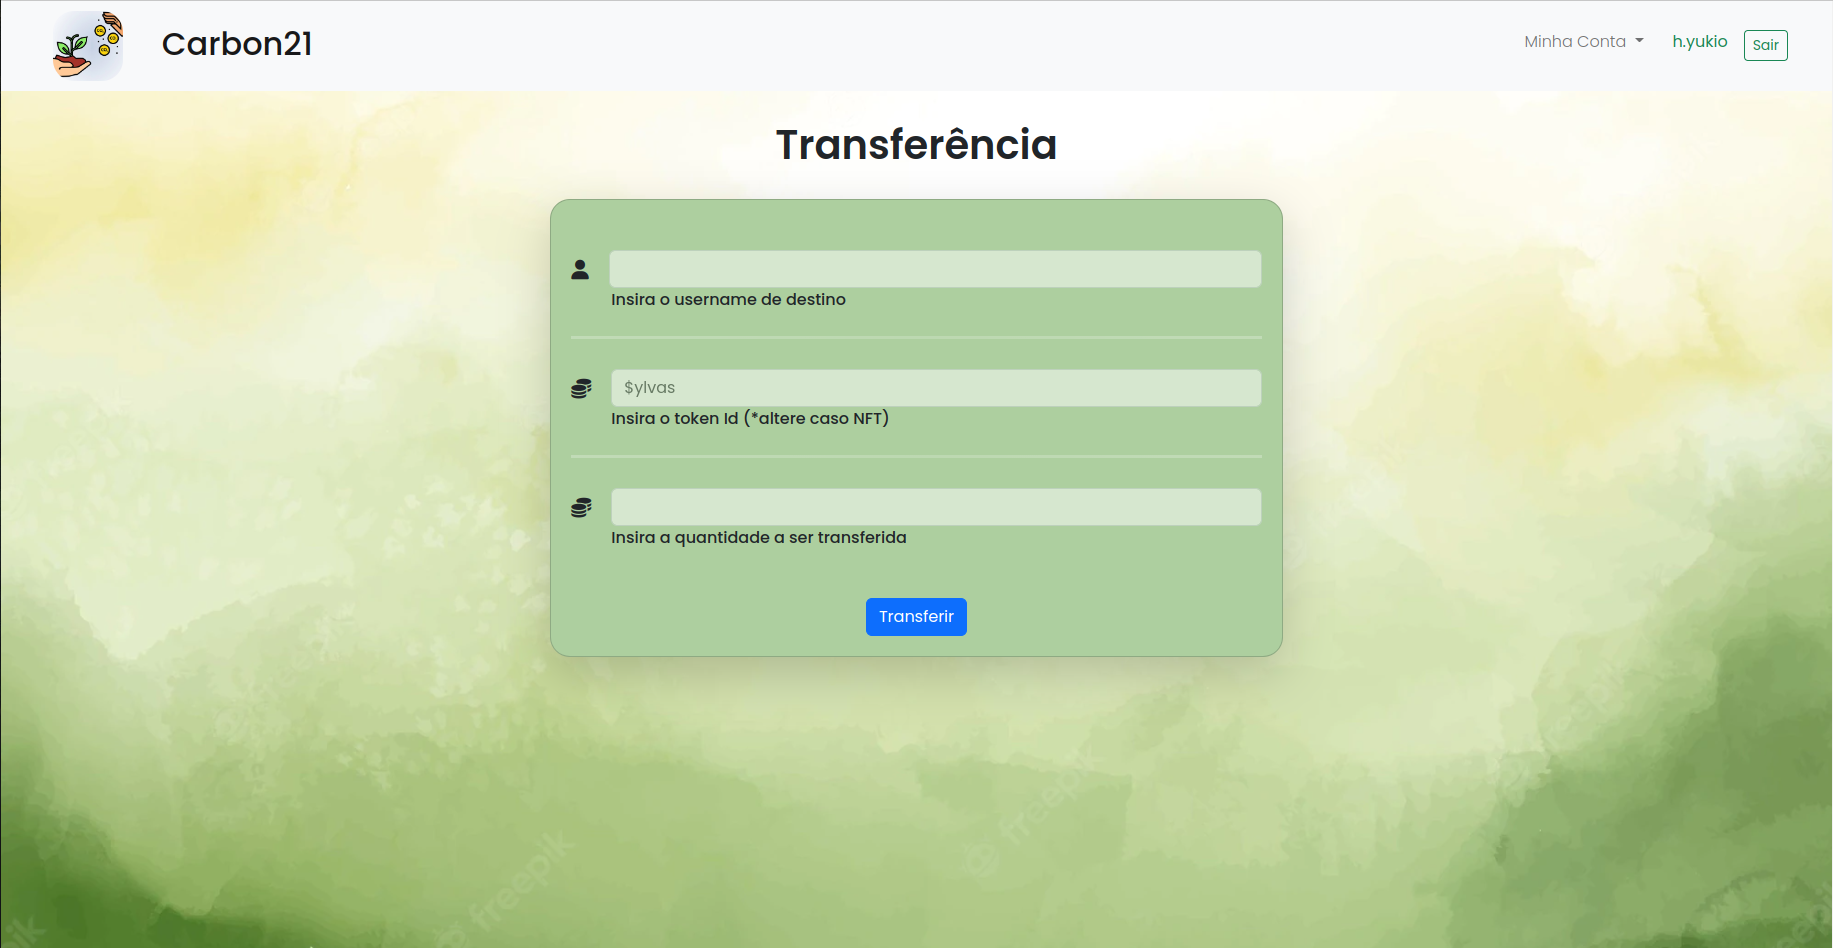 Carbon21
Minha Conta
h.yukio
Sair
Transferência
Insira o username de destino
$ylvas
Insira o token Id (*altere caso NFT)
Insira a quantidade a ser transferida
Transferir
freepik
freepik